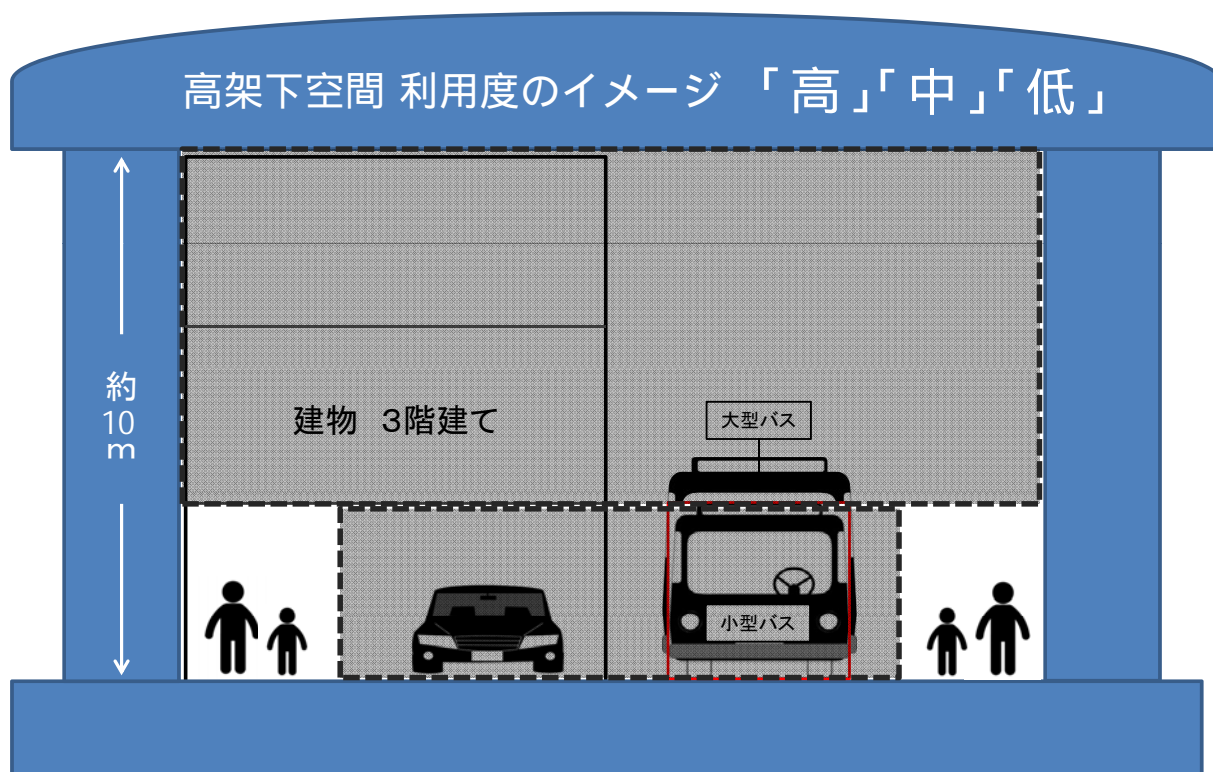 高架下空間 利用度のイメージ 「高」「中」「低」
約
10
m
建物 3階建て
大型バス
小型バス